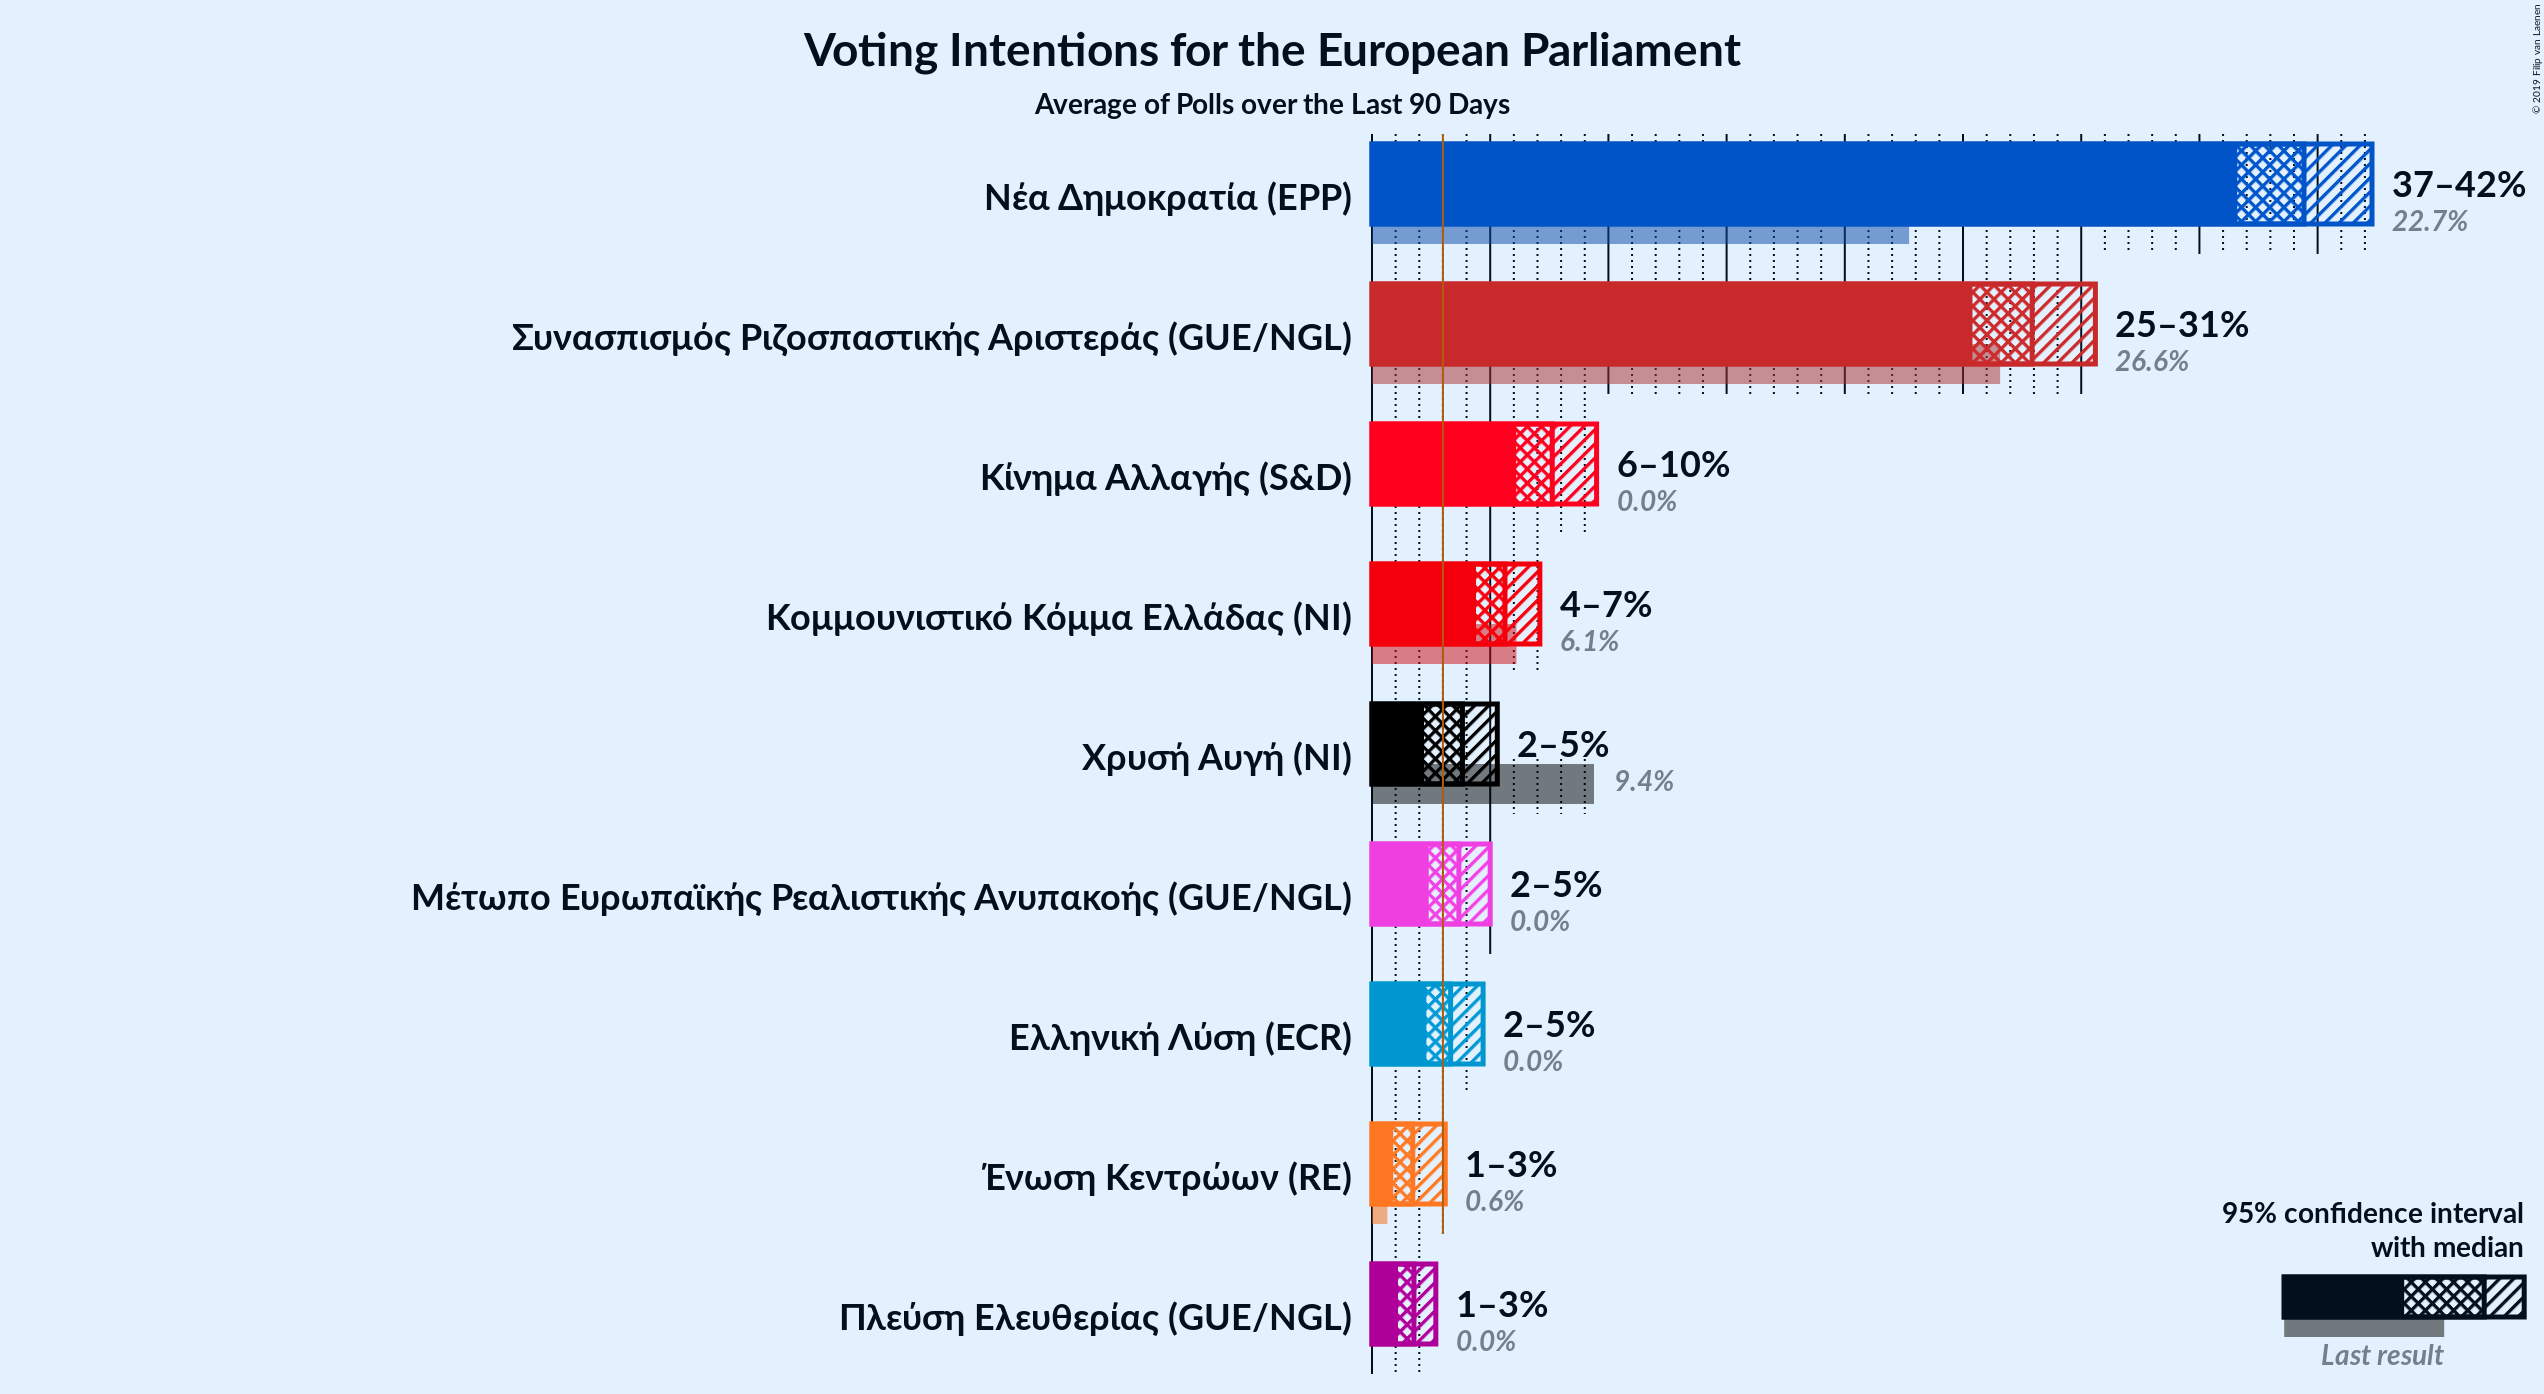 Voting Intentions for the European Parliament
Average of Polls over the Last 90 Days
© 2019 Filip van Laenen
Νέα Δημοκρατία (EPP)
37–42%
22.7%
Συνασπισμός Ριζοσπαστικής Αριστεράς (GUE/NGL)
25–31%
26.6%
Κίνημα Αλλαγής (S&D)
6–10%
0.0%
Κομμουνιστικό Κόμμα Ελλάδας (NI)
4–7%
6.1%
Χρυσή Αυγή (NI)
2–5%
9.4%
Μέτωπο Ευρωπαϊκής Ρεαλιστικής Ανυπακοής (GUE/NGL)
2–5%
0.0%
Ελληνική Λύση (ECR)
2–5%
0.0%
Ένωση Κεντρώων (RE)
1–3%
0.6%
Πλεύση Ελευθερίας (GUE/NGL)
1–3%
0.0%
95% confidence interval
with median
Last result